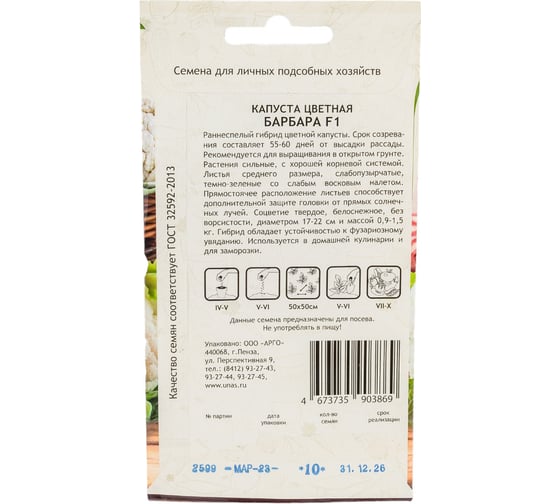 Семена для личных подсобных хозяйств
КАПУСТА ЦВЕТНАЯ
БАРБАРА F1
Раннеспелый гибрид цветной капусты. Срок созрева-
ния составляет 55-60 дней от высадки рассады.
Рекомендуется для выращивания в открытом грунте.
Растения сильные, с хорошей корневой системой.
Листья среднего размера, слабопузырчатые,
темно-зеленые со слабым восковым налетом.
Прямостоячее расположение листьев способствует
дополнительной защите головки от прямых солнеч-
ных лучей. Соцветие твердое, белоснежное, без
ворсистости, диаметром 17-22 см и массой 0,9-1,5
кг. Гибрид обладает устойчивостью к фузариозному
увяданию. Используется в домашней кулинарии и
для заморозки.
IV-V V-VI 50х50см V-VI VII-X
Данные семена предназначены для посева.
Не употреблять в пищу!
Упаковано: ООО «АРГО»
440068, г.Пенза,
ул. Перспективная 9,
тел.: (8412) 93-27-43,
93-27-44, 93-27-45,
www.unas.ru
4 673735 903869
№ партии дата упаковки кол-во семян срок реализации
2599 -МАР-23- *10* 31.12.26
Качество семян соответствует ГОСТ 32592-2013